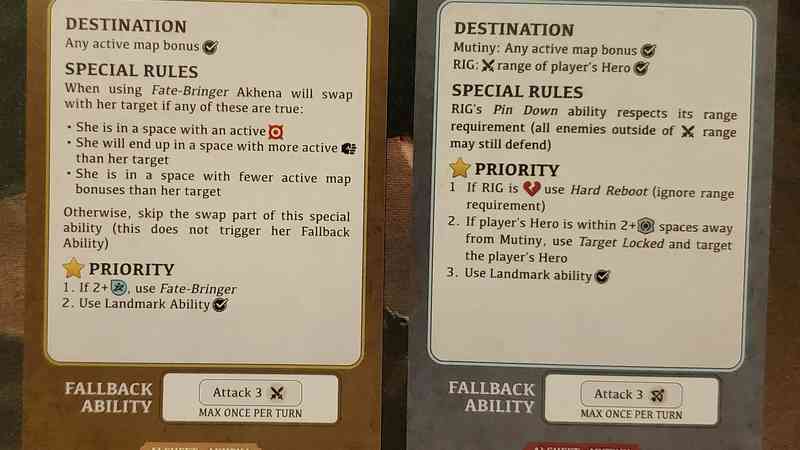 DESTINATION
Any active map bonus
SPECIAL RULES
When using Fate-Bringer Akhena will swap
with her target if any of these are true:
• She is in a space with an active
• She will end up in a space with more active
than her target
• She is in a space with fewer active map
bonuses than her target
Otherwise, skip the swap part of this special
ability (this does not trigger her Fallback
Ability)
PRIORITY
1. If 2+ , use Fate-Bringer
2. Use Landmark Ability
FALLBACK
ABILITY
Attack 3
MAX ONCE PER TURN
DESTINATION
Mutiny: Any active map bonus
RIG: range of player's Hero
SPECIAL RULES
RIG's Pin Down ability respects its range
requirement (all enemies outside of range
may still defend)
PRIORITY
1 If RIG is use Hard Reboot (ignore range
requirement)
2. If player's Hero is within 2+ spaces away
from Mutiny, use Target Locked and target
the player's Hero
3. Use Landmark ability
FALLBACK
ABILITY
Attack 3
MAX ONCE PER TURN